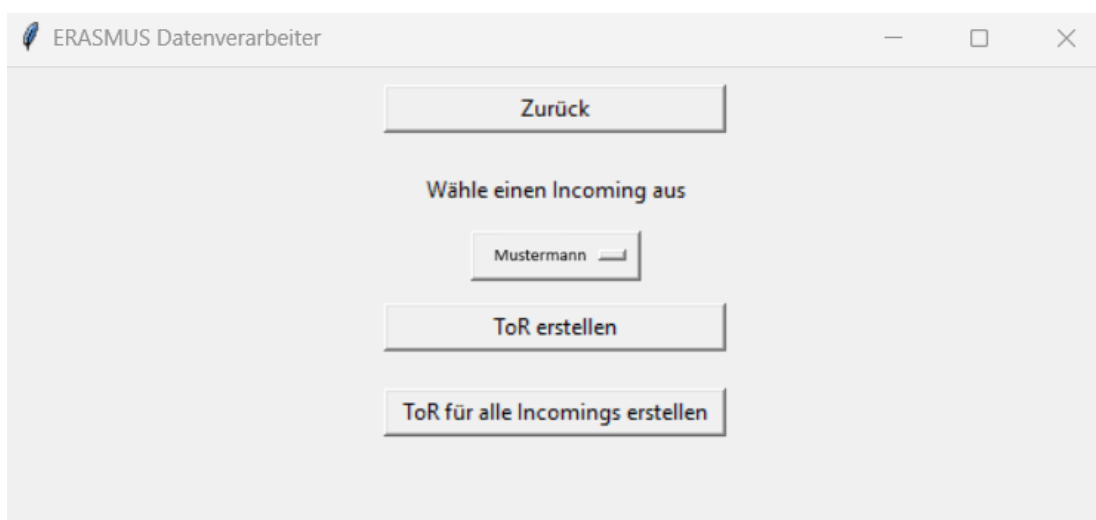 ERASMUS Datenverarbeiter
Zurück
Wähle einen Incoming aus
Mustermann
ToR erstellen
ToR für alle Incomings erstellen